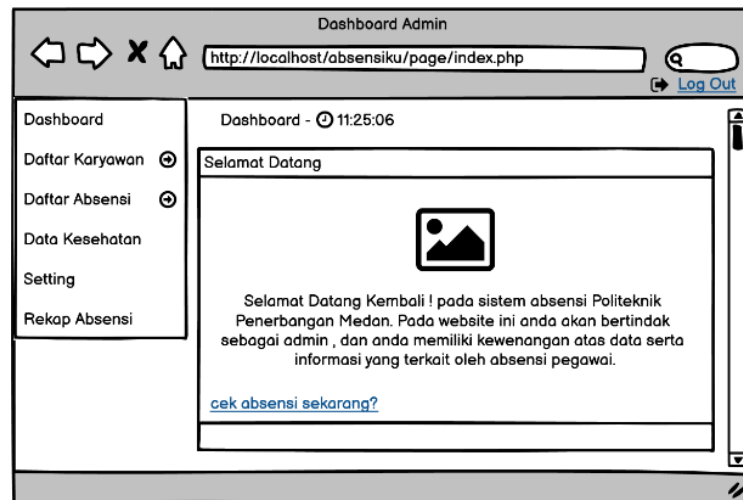 Dashboard Admin
http://localhost/absensiku/page/index.php
Log Out
Dashboard
Daftar Karyawan
Daftar Absensi
Data Kesehatan
Setting
Rekap Absensi
Dashboard - 11:25:06
Selamat Datang
Selamat Datang Kembali ! pada sistem absensi Politeknik
Penerbangan Medan. Pada website ini anda akan bertindak
sebagai admin , dan anda memiliki kewenangan atas data serta
informasi yang terkait oleh absensi pegawai.
cek absensi sekarang?